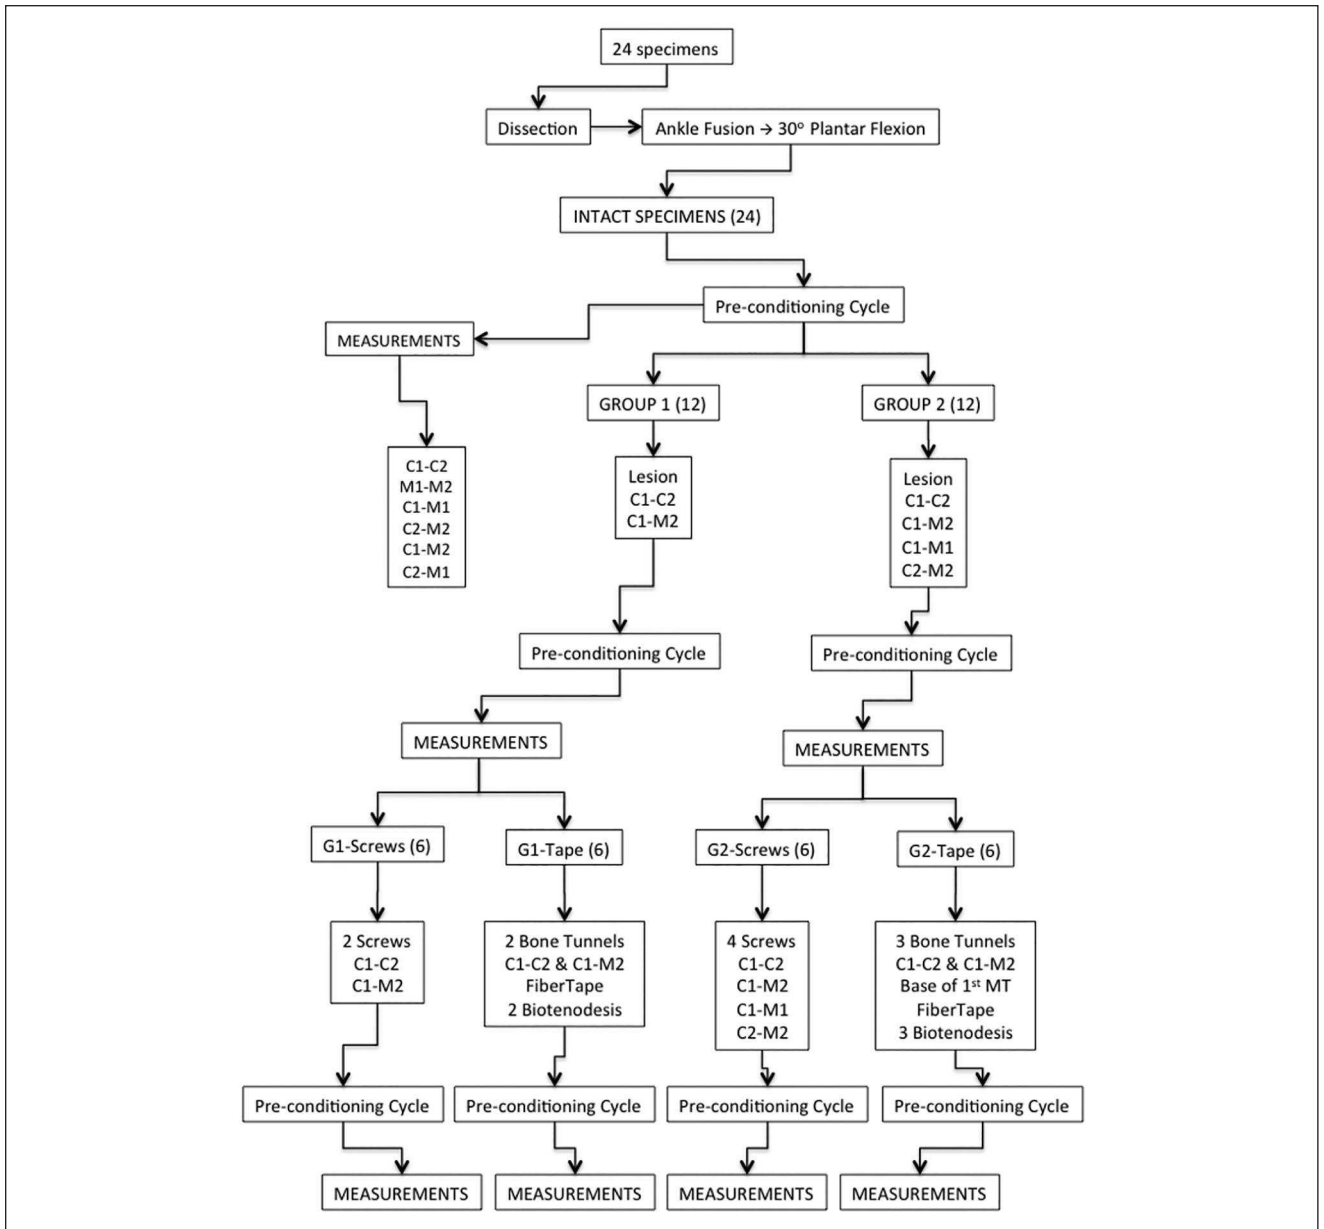 24 specimens
Dissection
Ankle Fusion → 30° Plantar Flexion
INTACT SPECIMENS (24)
Pre-conditioning Cycle
MEASUREMENTS
C1-C2
M1-M2
C1-M1
C2-M2
C1-M2
C2-M1
GROUP 1 (12)
GROUP 2 (12)
Lesion
C1-C2
C1-M2
Lesion
C1-C2
C1-M2
C1-M1
C2-M2
Pre-conditioning Cycle
Pre-conditioning Cycle
MEASUREMENTS
MEASUREMENTS
G1-Screws (6)
G1-Tape (6)
G2-Screws (6)
G2-Tape (6)
2 Screws
C1-C2
C1-M2
2 Bone Tunnels
C1-C2 & C1-M2
FiberTape
2 Biotenodesis
4 Screws
C1-C2
C1-M2
C1-M1
C2-M2
3 Bone Tunnels
C1-C2 & C1-M2
Base of 1st MT
FiberTape
3 Biotenodesis
Pre-conditioning Cycle
Pre-conditioning Cycle
Pre-conditioning Cycle
Pre-conditioning Cycle
MEASUREMENTS
MEASUREMENTS
MEASUREMENTS
MEASUREMENTS